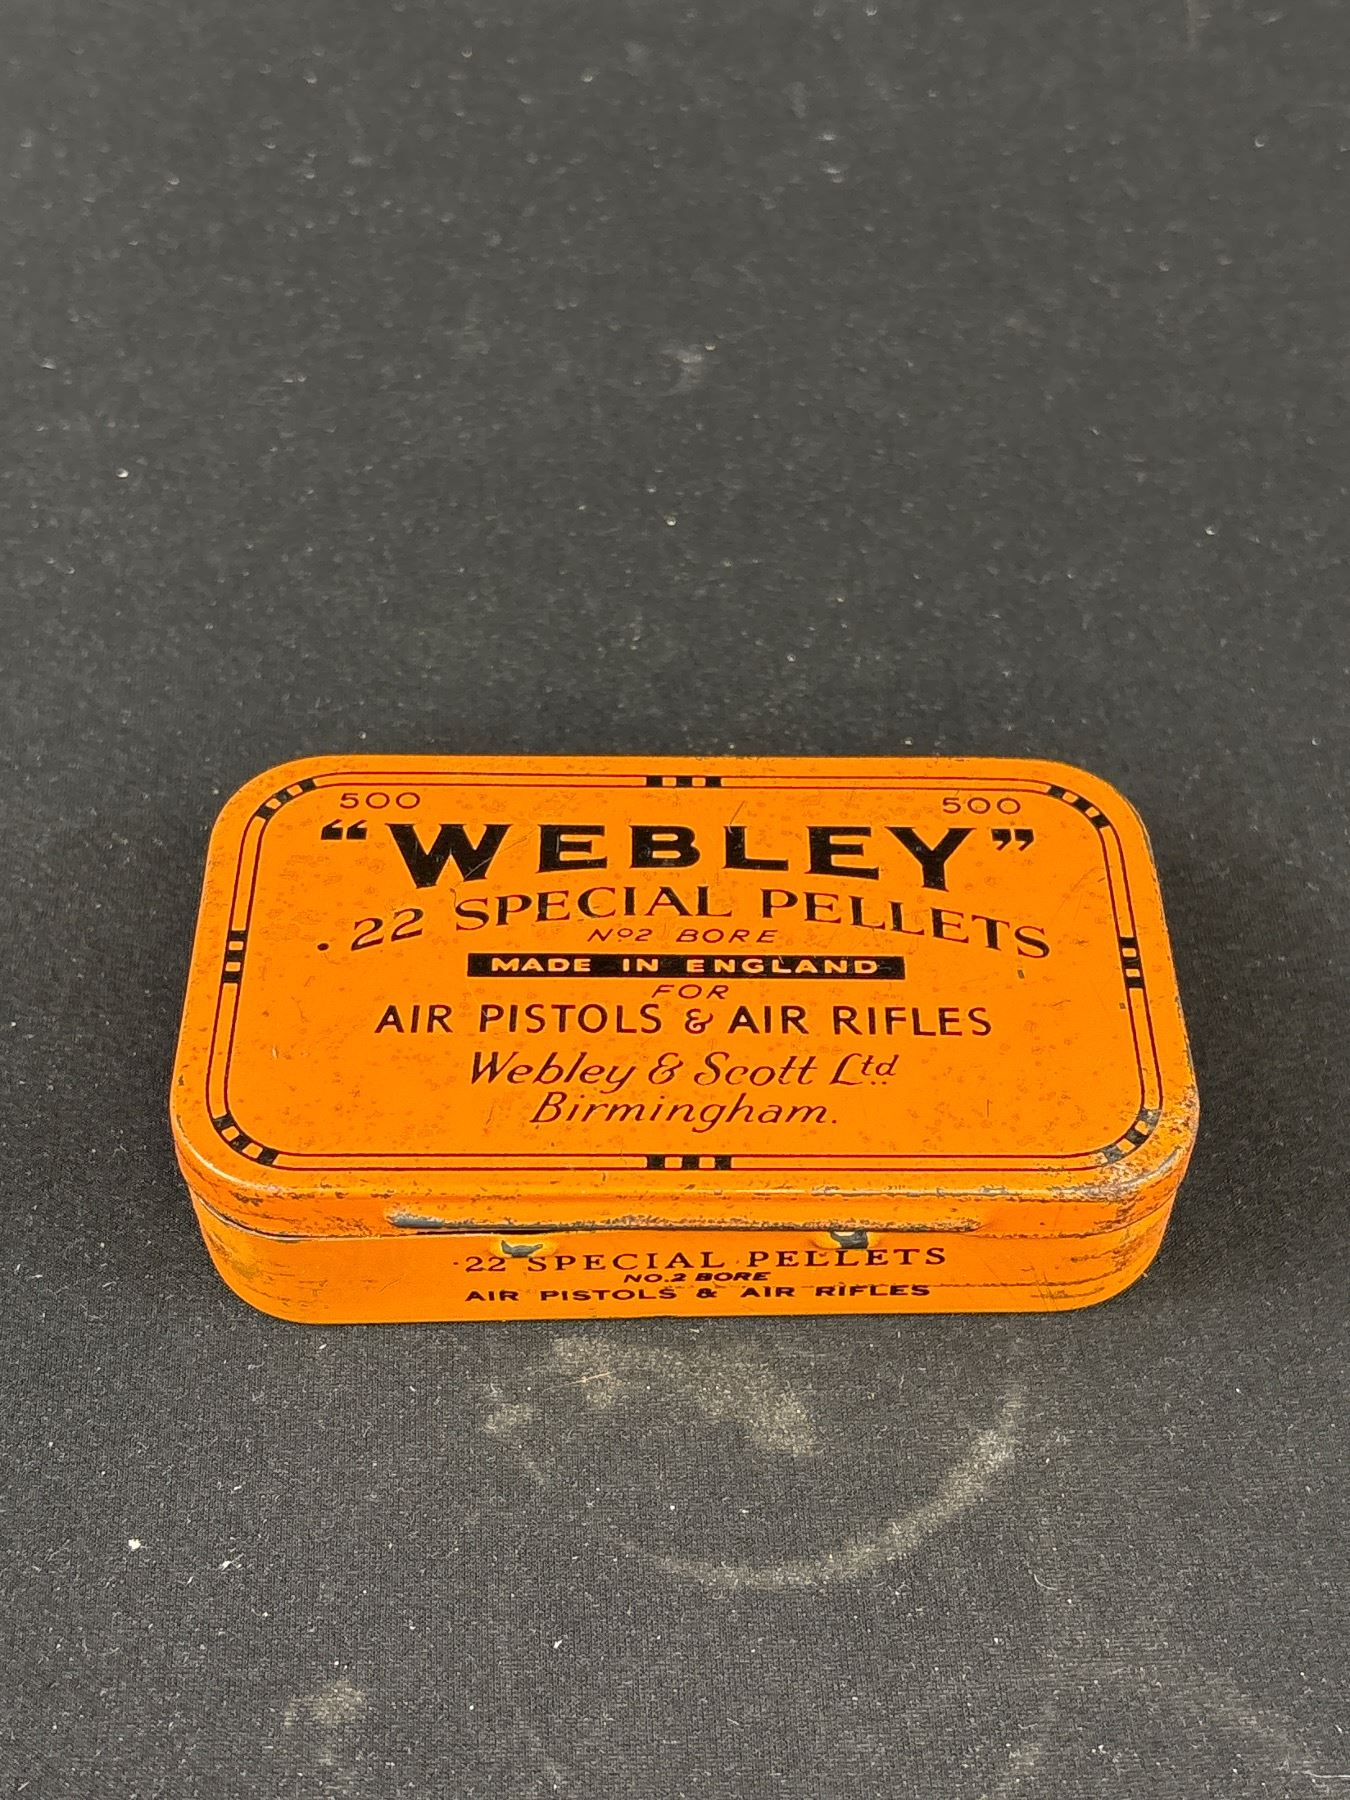 500 500
“WEBLEY”
.22 SPECIAL PELLETS
Nº2 BORE
MADE IN ENGLAND
FOR
AIR PISTOLS & AIR RIFLES
Webley & Scott Ltd
Birmingham.
·22 SPECIAL PELLETS
NO.2 BORE
AIR PISTOLS & AIR RIFLES